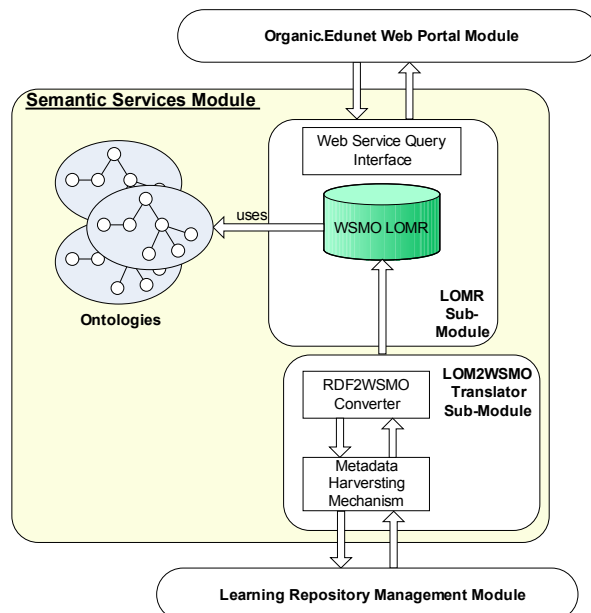 Organic.Edunet Web Portal Module
Semantic Services Module
Web Service Query
Interface
uses
WSMO LOMR
Ontologies
LOMR
Sub-
Module
LOM2WSMO
Translator
Sub-Module
RDF2WSMO
Converter
Metadada
Harversting
Mechanism
Learning Repository Management Module